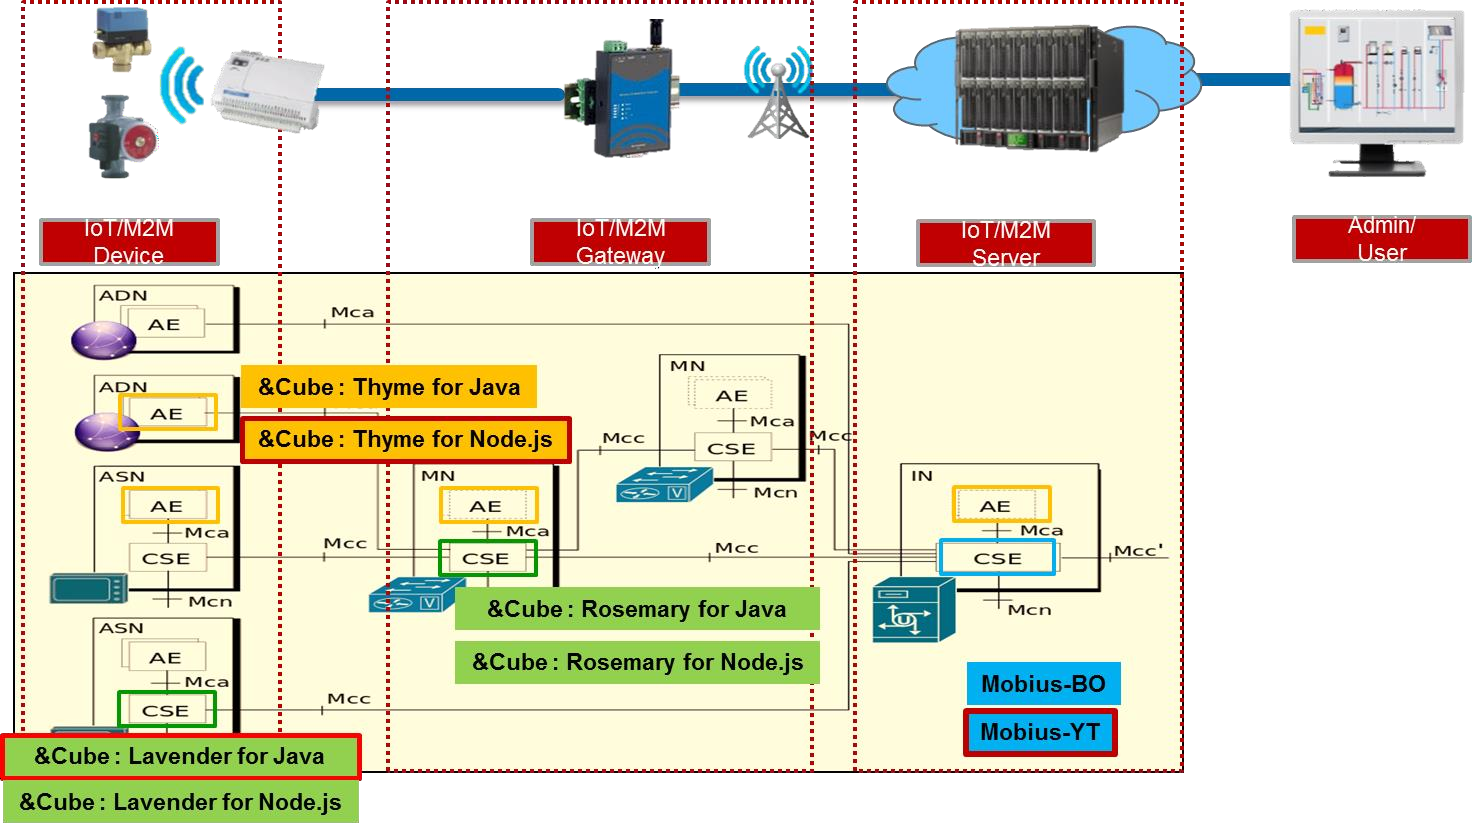 IoT/M2M
Device
IoT/M2M
Gateway
IoT/M2M
Server
Admin/
User
ADN
AE
Mca
ADN
AE
&Cube : Thyme for Java
&Cube : Thyme for Node.js
MN
AE
Mca
CSE
Mcc
Mcc
Mcn
ASN
AE
Mca
CSE
Mcc
Mcn
MN
AE
Mca
CSE
Mcc
V
V
IN
AE
Mca
CSE
Mcc'
Mcn
&Cube : Rosemary for Java
&Cube : Rosemary for Node.js
ASN
AE
Mca
CSE
Mcc
Mobius-BO
Mobius-YT
&Cube : Lavender for Java
&Cube : Lavender for Node.js